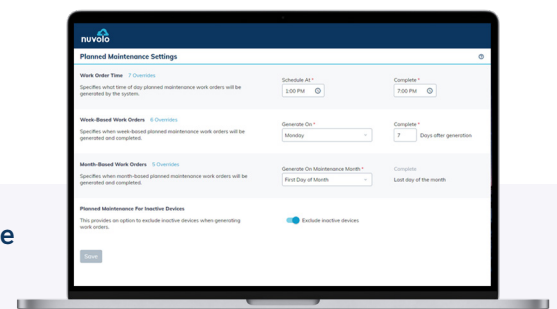 nuvolo
Planned Maintenance Settings
Work Order Time 7 Overrides
Specifies what time of day planned maintenance work orders will be
generated by the system.
Schedule At *
1:00 PM
Complete *
7:00 PM
Week-Based Work Orders 6 Overrides
Specifies when week-based planned maintenance work orders will be
generated and completed.
Generate On *
Monday
Complete *
7 Days after generation
Month-Based Work Orders 5 Overrides
Specifies when month-based planned maintenance work orders will be
generated and completed.
Generate On Maintenance Month *
First Day of Month
Complete
Last day of the month
Planned Maintenance For Inactive Devices
This provides an option to exclude inactive devices when generating
work orders.
Exclude inactive devices
Save
e